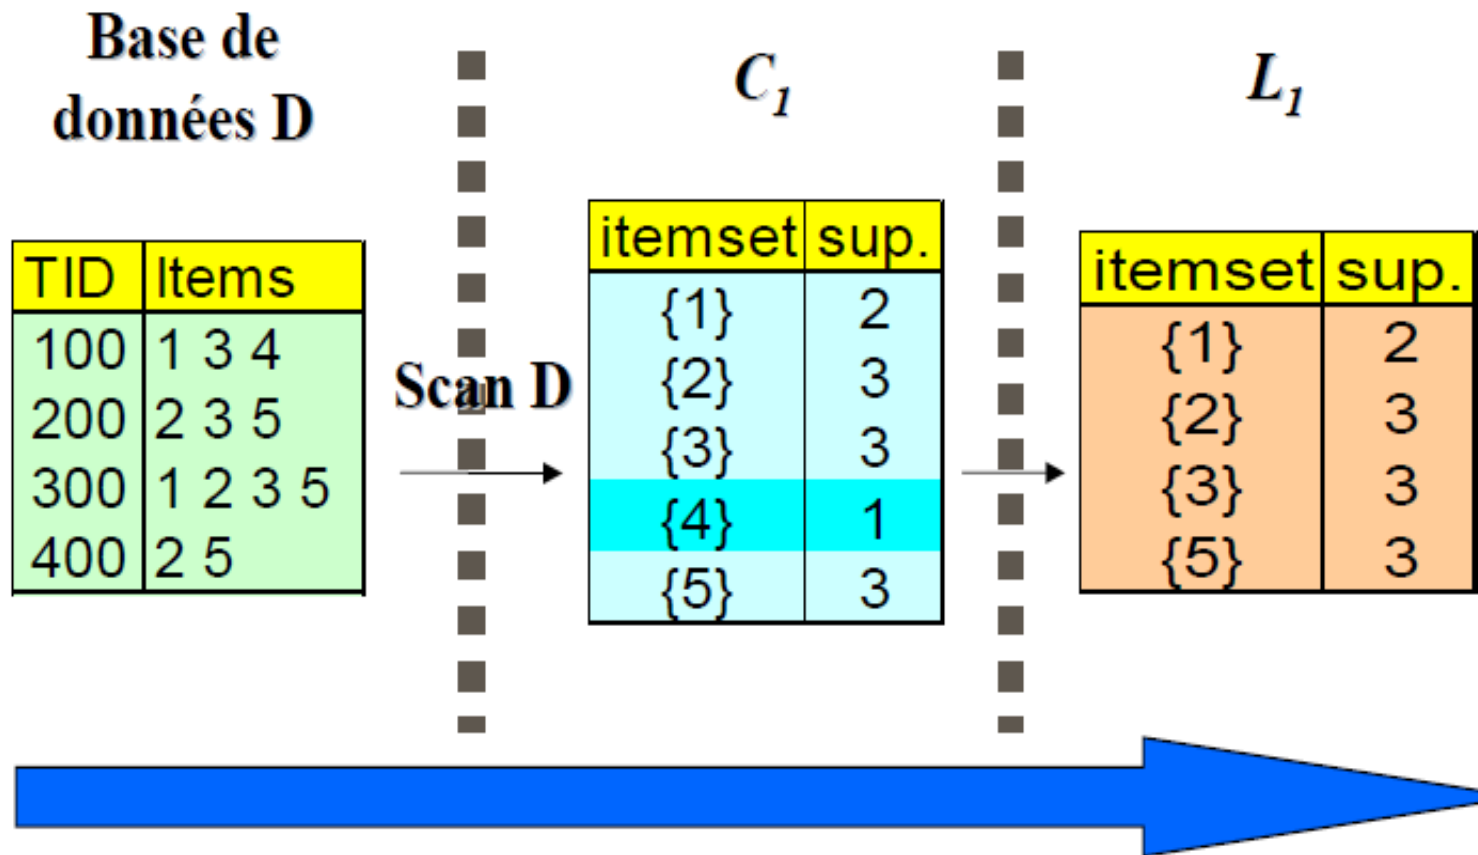 Base de
données D
TID Items
100 1 3 4
200 2 3 5
300 1 2 3 5
400 2 5
Scan D
C1
itemset sup.
{1} 2
{2} 3
{3} 3
{4} 1
{5} 3
L1
itemset sup.
{1} 2
{2} 3
{3} 3
{5} 3